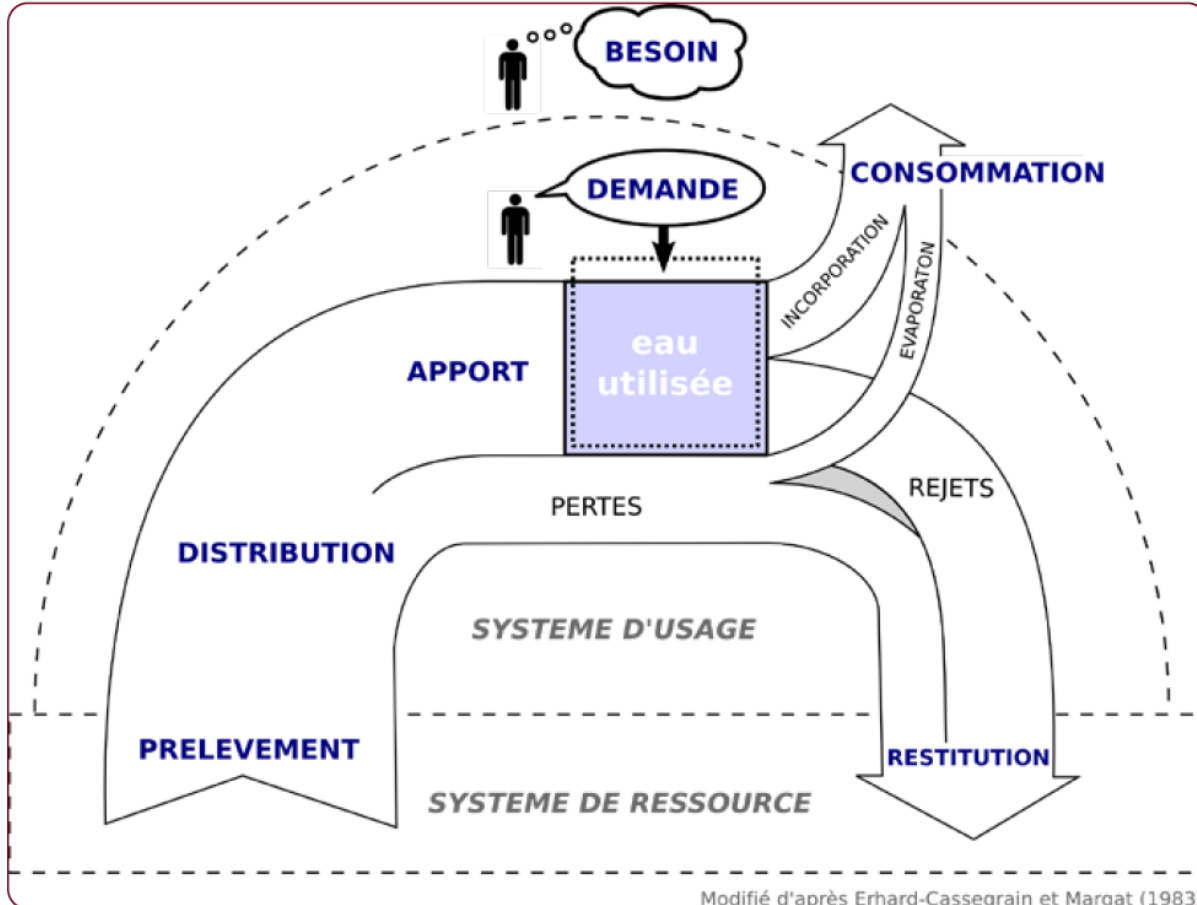 BESOIN
DEMANDE
CONSOMMATION
INCORPORATION
EVAPORATON
eau
utilisée
APPORT
REJETS
PERTES
DISTRIBUTION
SYSTEME D'USAGE
PRELEVEMENT
RESTITUTION
SYSTEME DE RESSOURCE
Modifié d'après Erhard-Cassegrain et Margat (1983